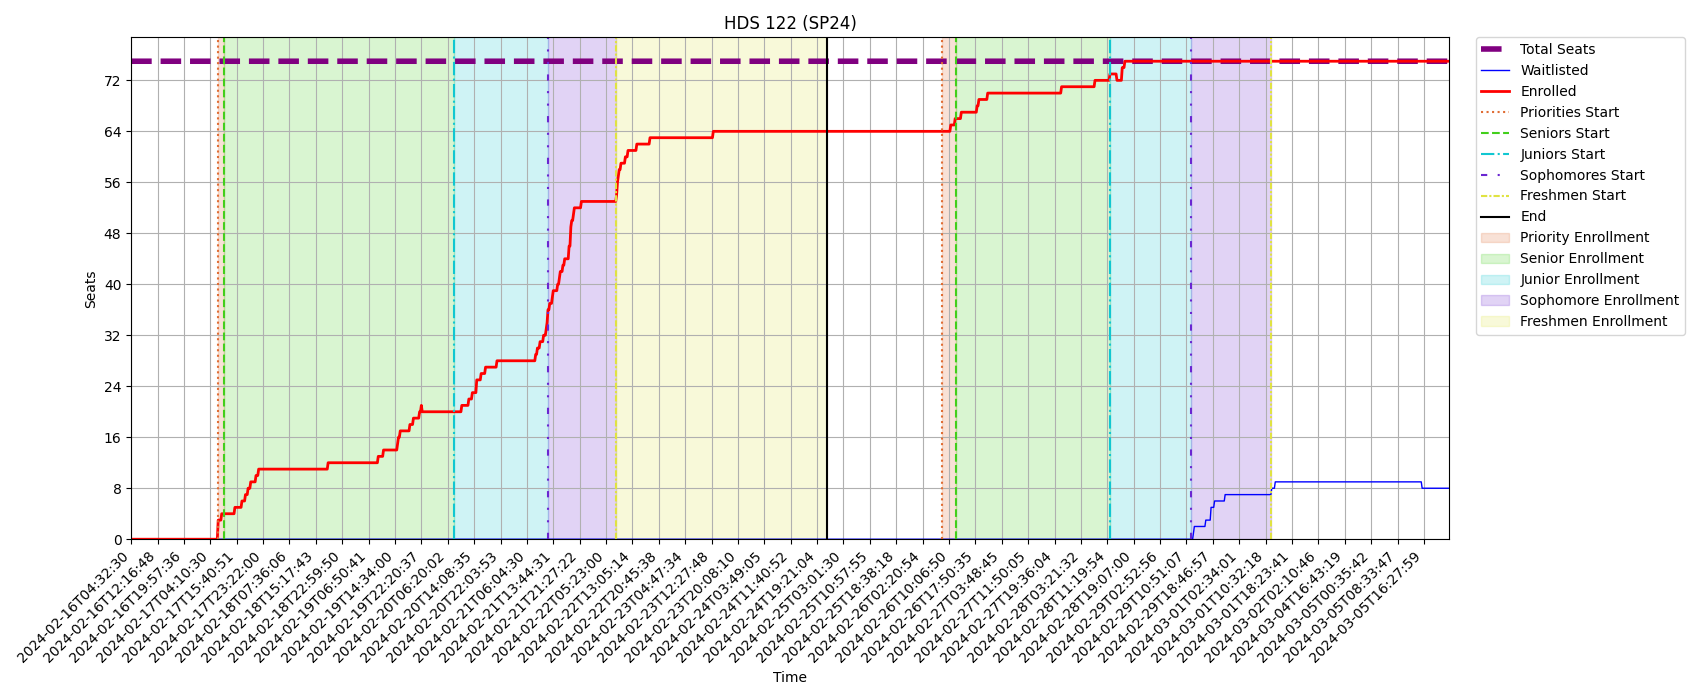 HDS 122 (SP24)
Total Seats
Waitlisted
Enrolled
Priorities Start
Seniors Start
Juniors Start
Sophomores Start
Freshmen Start
End
Priority Enrollment
Senior Enrollment
Junior Enrollment
Sophomore Enrollment
Freshmen Enrollment
Seats
72
64
56
48
40
32
24
16
8
0
2024-02-16T04:32:30
2024-02-16T12:16:48
2024-02-16T19:57:36
2024-02-17T04:10:30
2024-02-17T15:40:51
2024-02-17T23:22:00
2024-02-18T07:36:06
2024-02-18T15:17:43
2024-02-18T22:59:50
2024-02-19T06:50:41
2024-02-19T14:34:00
2024-02-19T22:20:37
2024-02-20T06:20:02
2024-02-20T14:08:35
2024-02-20T22:03:53
2024-02-21T06:04:30
2024-02-21T13:44:31
2024-02-21T21:27:22
2024-02-22T05:23:00
2024-02-22T13:05:14
2024-02-22T20:45:38
2024-02-23T04:47:34
2024-02-23T12:27:48
2024-02-23T20:08:10
2024-02-24T03:49:05
2024-02-24T11:40:52
2024-02-24T19:21:04
2024-02-25T03:01:30
2024-02-25T10:57:55
2024-02-25T18:38:18
2024-02-26T02:20:54
2024-02-26T10:06:50
2024-02-26T17:50:35
2024-02-27T03:48:45
2024-02-27T11:50:05
2024-02-27T19:36:04
2024-02-28T03:21:32
2024-02-28T11:19:54
2024-02-28T19:07:00
2024-02-29T02:52:56
2024-02-29T10:51:07
2024-02-29T18:46:57
2024-03-01T02:34:01
2024-03-01T10:32:18
2024-03-01T18:23:41
2024-03-02T02:10:46
2024-03-04T16:43:19
2024-03-05T00:35:42
2024-03-05T08:33:47
2024-03-05T16:27:59
Time